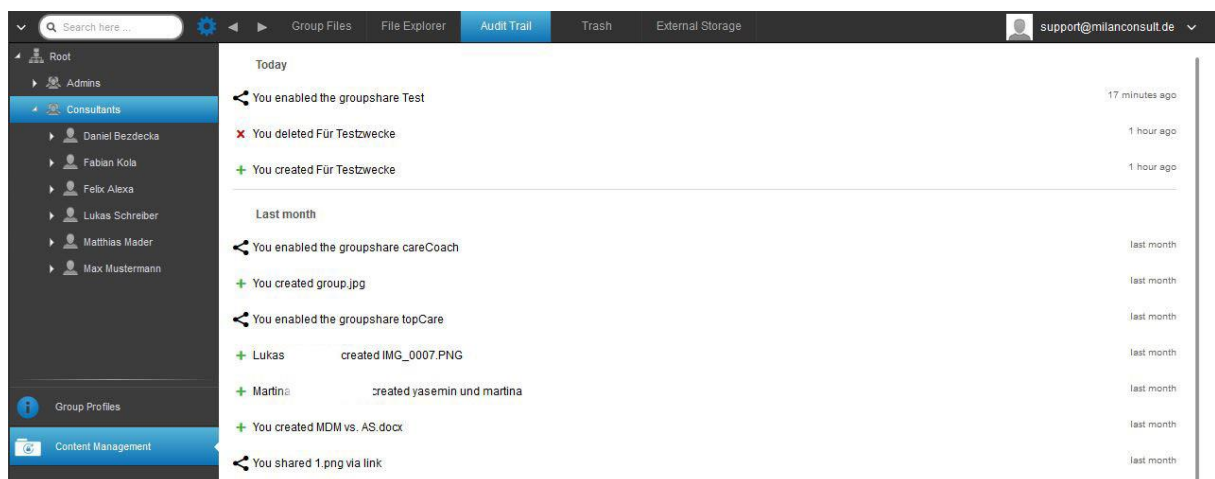 Search here ...
Group Files
File Explorer
Audit Trail
Trash
External Storage
support@milanconsult.de
Root
Admins
Consultants
Daniel Bezdecka
Fabian Kola
Felix Alexa
Lukas Schreiber
Matthias Mader
Max Mustermann
Group Profiles
Content Management
Today
You enabled the groupshare Test 17 minutes ago
You deleted Für Testzwecke 1 hour ago
You created Für Testzwecke 1 hour ago
Last month
You enabled the groupshare careCoach last month
You created group.jpg last month
You enabled the groupshare topCare last month
Lukas created IMG_0007.PNG last month
Martina created yasemin und martina last month
You created MDM vs. AS.docx last month
You shared 1.png via link last month